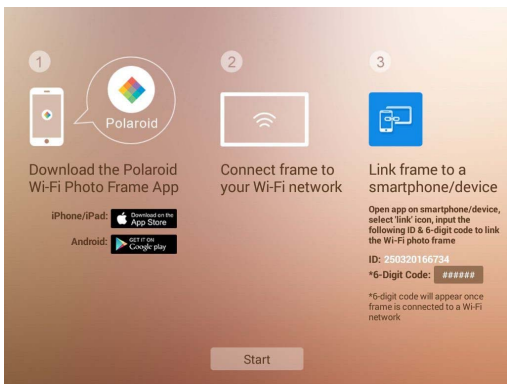 1
Polaroid
Download the Polaroid
Wi-Fi Photo Frame App
iPhone/iPad:
Download on the
App Store
Android:
GET IT ON
Google play
2
Connect frame to
your Wi-Fi network
3
Link frame to a
smartphone/device
Open app on smartphone/device,
select 'link' icon, input the
following ID & 6-digit code to link
the Wi-Fi photo frame
ID: 250320166734
*6-Digit Code: ######
*6-digit code will appear once
frame is connected to a Wi-Fi
network
Start